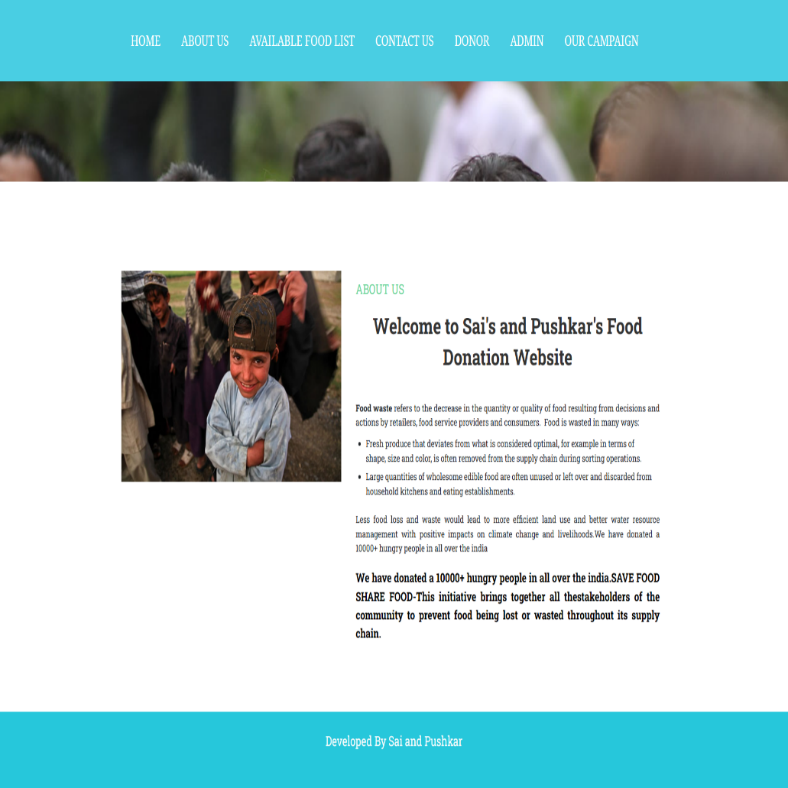 HOME ABOUT US AVAILABLE FOOD LIST CONTACT US DONOR ADMIN OUR CAMPAIGN
ABOUT US
Welcome to Sai's and Pushkar's Food
Donation Website
Food waste refers to the decrease in the quantity or quality of food resulting from decisions and
actions by retailers, food service providers and consumers. Food is wasted in many ways:
• Fresh produce that deviates from what is considered optimal, for example in terms of
shape, size and color, is often removed from the supply chain during sorting operations.
• Large quantities of wholesome edible food are often unused or left over and discarded from
household kitchens and eating establishments.
Less food loss and waste would lead to more efficient land use and better water resource
management with positive impacts on climate change and livelihoods.We have donated a
10000+ hungry people in all over the india
We have donated a 10000+ hungry people in all over the india.SAVE FOOD
SHARE FOOD-This initiative brings together all thestakeholders of the
community to prevent food being lost or wasted throughout its supply
chain.
Developed By Sai and Pushkar